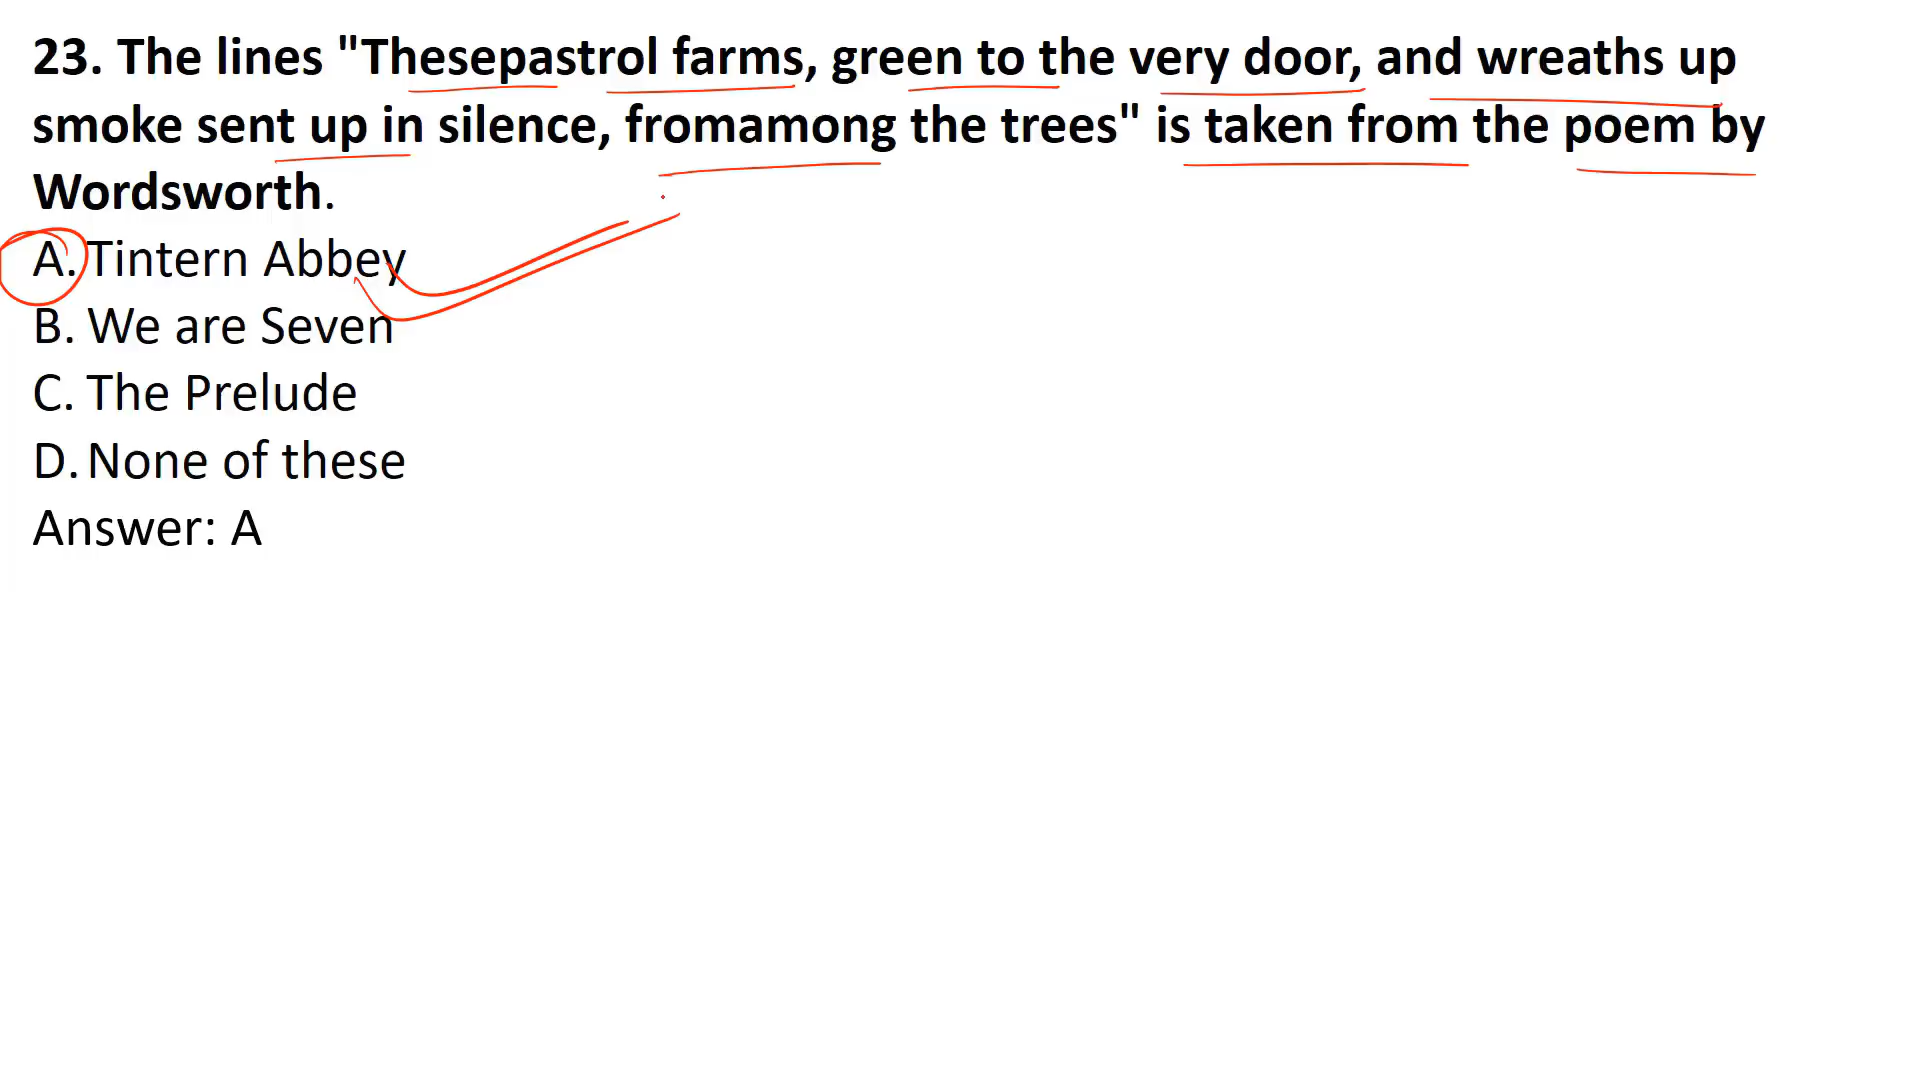 23. The lines "Thesepastrol farms, green to the very door, and wreaths up
smoke sent up in silence, fromamong the trees" is taken from the poem by
Wordsworth.
A. Tintern Abbey
B. We are Seven
C. The Prelude
D. None of these
Answer: A